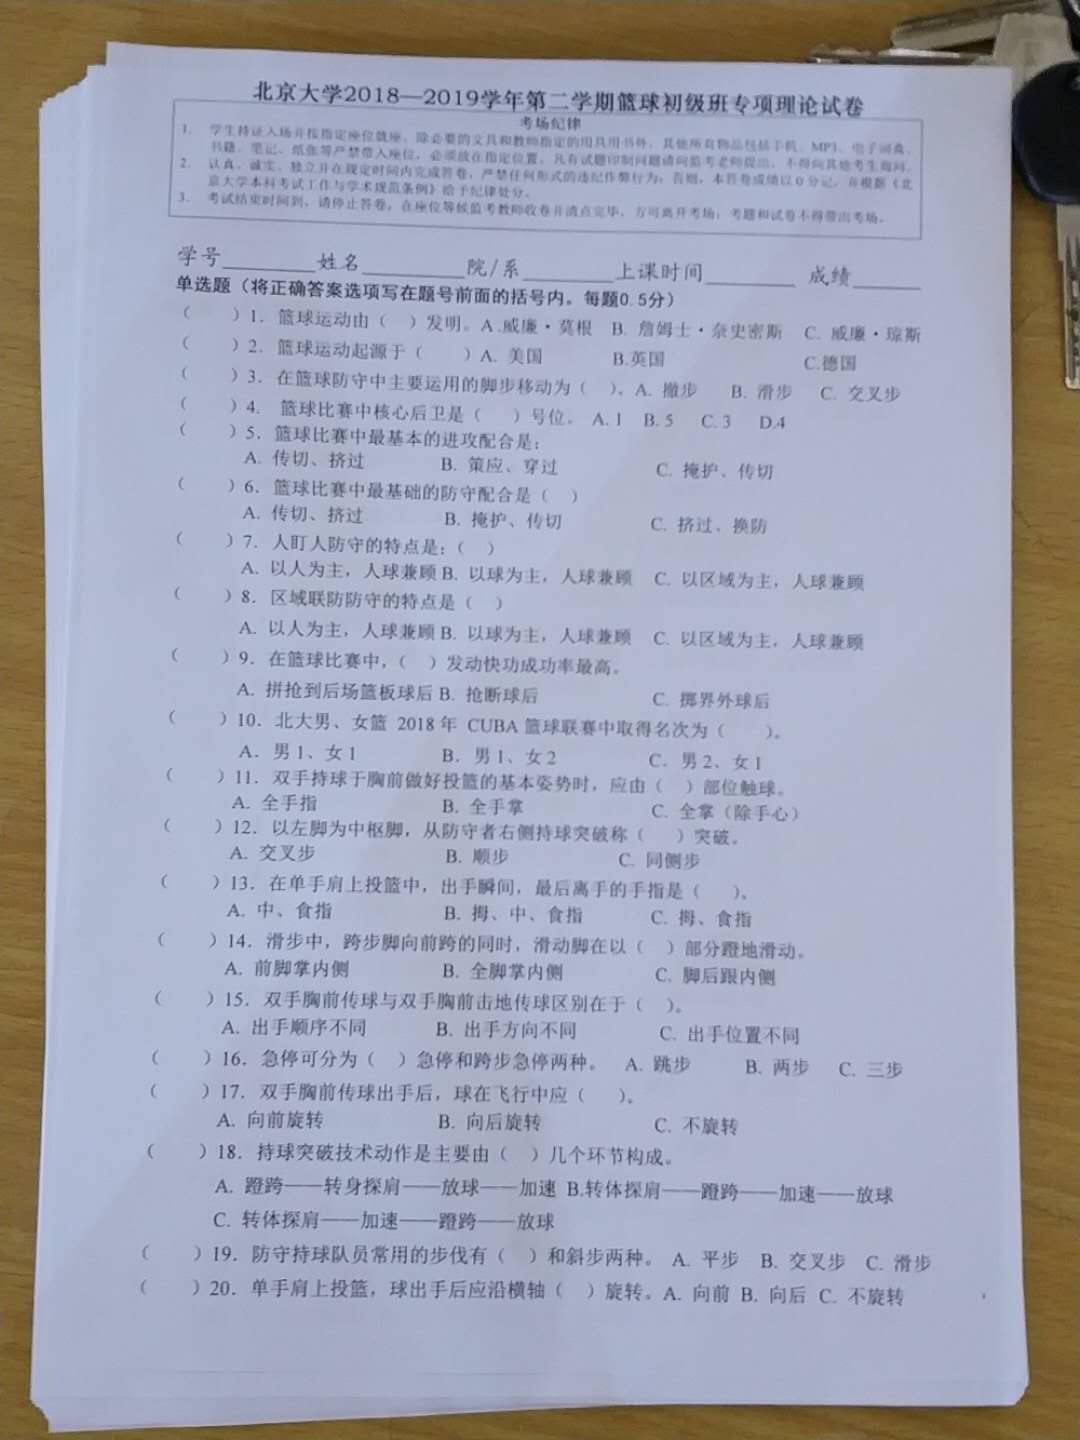 北京大学2018—2019学年第二学期篮球初级班专项理论试卷
考场纪律
1. 学生持证入场并按指定座位就座。除必要的文具和教师指定的用具用书外，其他所有物品包括手机、MP3、电子词典、
书籍、笔记、纸张等严禁带入座位，必须放在指定位置。凡有试题印制问题请向监考老师提出，不得向其他考生询问。
2. 认真、诚实、独立并在规定时间内完成答卷，严禁任何形式的违纪作弊行为；否则，本答卷成绩以0分记，并根据《北
京大学本科考试工作与学术规范条例》给予纪律处分。
3. 考试结束时间到，请停止答卷，在座位等候监考教师收卷并清点完毕，方可离开考场；考题和试卷不得带出考场。
学号________姓名_________院/系________上课时间________ 成绩______
单选题（将正确答案选项写在题号前面的括号内。每题0.5分）
（ ）1．篮球运动由（ ）发明。A .威廉·莫根 B. 詹姆士·奈史密斯 C. 威廉·琼斯
（ ）2．篮球运动起源于（ ）A. 美国 B.英国 C.德国
（ ）3．在篮球防守中主要运用的脚步移动为（ ）。A. 撤步 B. 滑步 C. 交叉步
（ ）4． 篮球比赛中核心后卫是（ ）号位。 A. 1 B. 5 C. 3 D.4
（ ）5．篮球比赛中最基本的进攻配合是：
A. 传切、挤过 B. 策应、穿过 C. 掩护、传切
（ ）6．篮球比赛中最基础的防守配合是（ ）
A. 传切、挤过 B. 掩护、传切 C. 挤过、换防
（ ）7．人盯人防守的特点是：（ ）
A. 以人为主，人球兼顾 B. 以球为主，人球兼顾 C. 以区域为主，人球兼顾
（ ）8．区域联防防守的特点是（ ）
A. 以人为主，人球兼顾 B. 以球为主，人球兼顾 C. 以区域为主，人球兼顾
（ ）9．在篮球比赛中，（ ）发动快功成功率最高。
A. 拼抢到后场篮板球后 B. 抢断球后 C. 掷界外球后
（ ）10．北大男、女篮 2018 年 CUBA 篮球联赛中取得名次为（ ）。
A. 男 1、女 1 B. 男 1、女 2 C. 男 2、女 1
（ ）11．双手持球于胸前做好投篮的基本姿势时，应由（ ）部位触球。
A. 全手指 B. 全手掌 C. 全掌（除手心）
（ ）12．以左脚为中枢脚，从防守者右侧持球突破称（ ）突破。
A. 交叉步 B. 顺步 C. 同侧步
（ ）13．在单手肩上投篮中，出手瞬间，最后离手的手指是（ ）。
A. 中、食指 B. 拇、中、食指 C. 拇、食指
（ ）14．滑步中，跨步脚向前跨的同时，滑动脚在以（ ）部分蹬地滑动。
A. 前脚掌内侧 B. 全脚掌内侧 C. 脚后跟内侧
（ ）15．双手胸前传球与双手胸前击地传球区别在于（ ）。
A. 出手顺序不同 B. 出手方向不同 C. 出手位置不同
（ ）16．急停可分为（ ）急停和跨步急停两种。 A. 跳步 B. 两步 C. 三步
（ ）17．双手胸前传球出手后，球在飞行中应（ ）。
A. 向前旋转 B. 向后旋转 C. 不旋转
（ ）18．持球突破技术动作是主要由（ ）几个环节构成。
A. 蹬跨——转身探肩——放球——加速 B.转体探肩——蹬跨——加速——放球
C. 转体探肩——加速——蹬跨——放球
（ ）19．防守持球队员常用的步伐有（ ）和斜步两种。 A. 平步 B. 交叉步 C. 滑步
（ ）20．单手肩上投篮，球出手后应沿横轴（ ）旋转。A. 向前 B. 向后 C. 不旋转